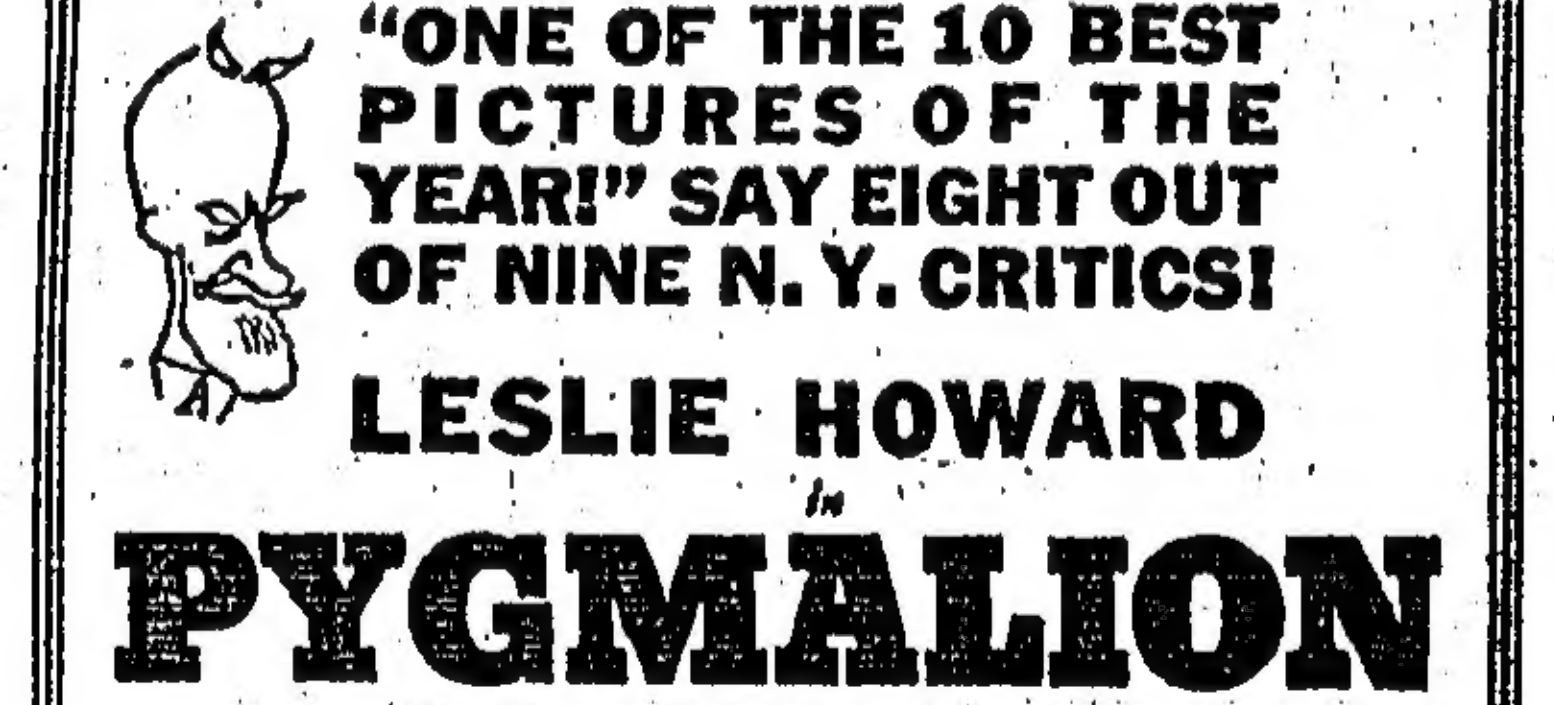 “ONE OF THE 10 BEST
PICTURES OF THE
YEAR!” SAY EIGHT OUT
OF NINE N. Y. CRITICS!
LESLIE HOWARD
in
PYGMALION